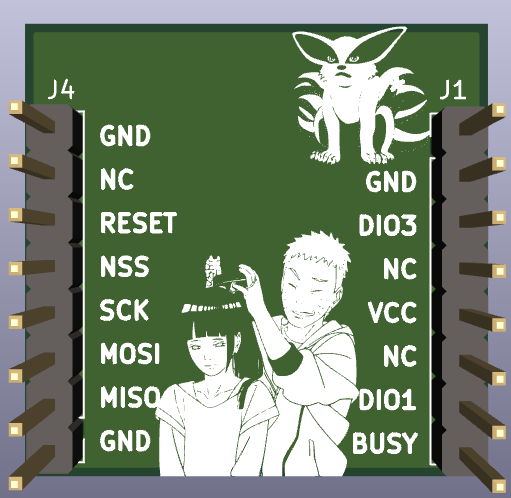 J4
J1
GND
NC
RESET
NSS
SCK
MOSI
MISO
GND
GND
DIO3
NC
VCC
NC
DIO1
BUSY